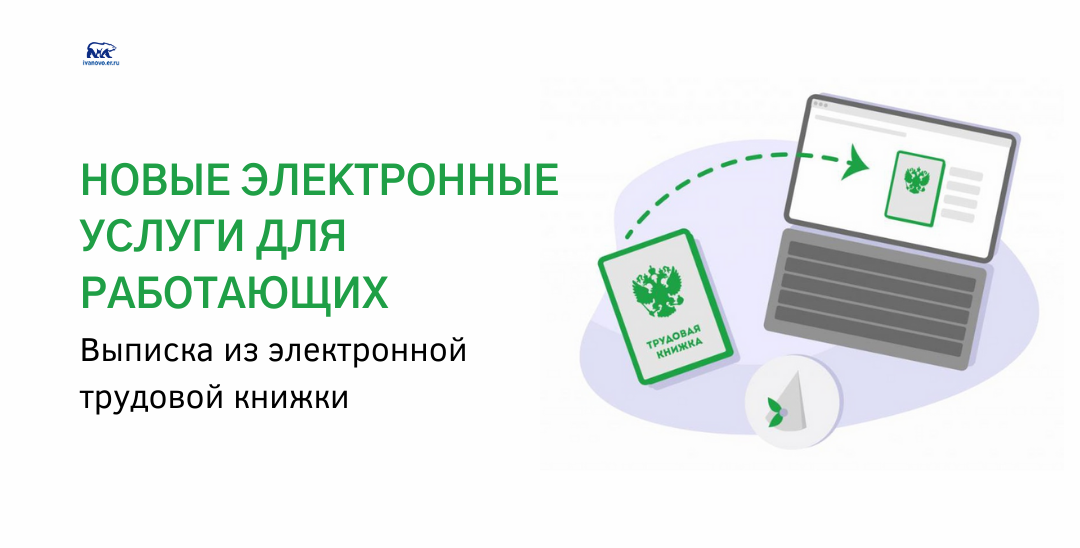 ivanovo.er.ru
НОВЫЕ ЭЛЕКТРОННЫЕ
УСЛУГИ ДЛЯ
РАБОТАЮЩИХ
Выписка из электронной
трудовой книжки
ТРУДОВАЯ
КНИЖКА